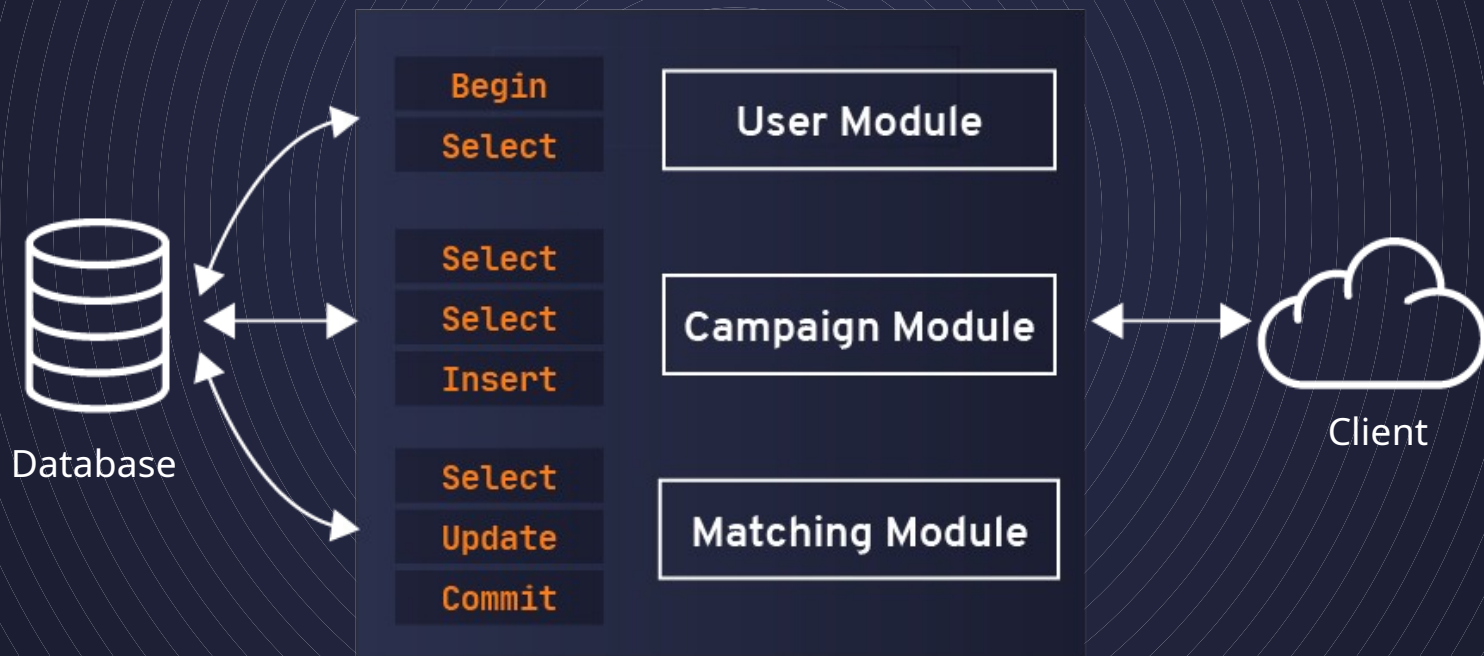 Begin
Select
User Module
Select
Select
Insert
Campaign Module
Select
Update
Commit
Matching Module
Database
Client